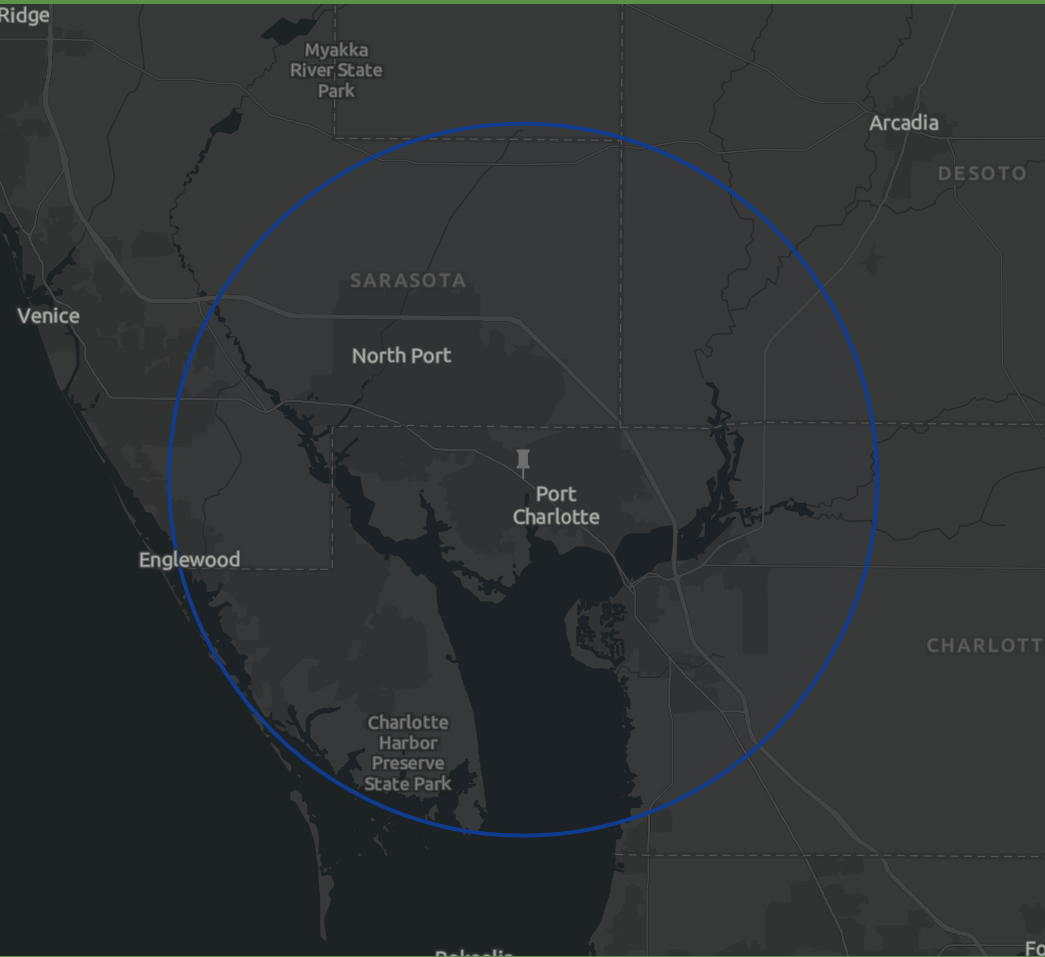 Ridge
Myakka
River State
Park
Arcadia
DESOTO
SARASOTA
Venice
North Port
Port
Charlotte
Englewood
CHARLOTT
Charlotte
Harbor
Preserve
State Park
Fo